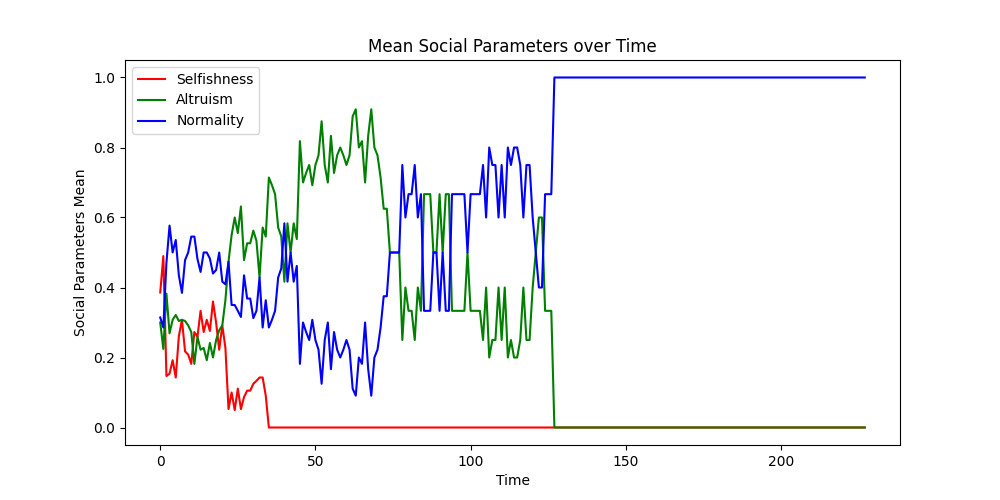 Mean Social Parameters over Time
Selfishness
Altruism
Normality
Social Parameters Mean
1.0
0.8
0.6
0.4
0.2
0.0
0 50 100 150 200
Time